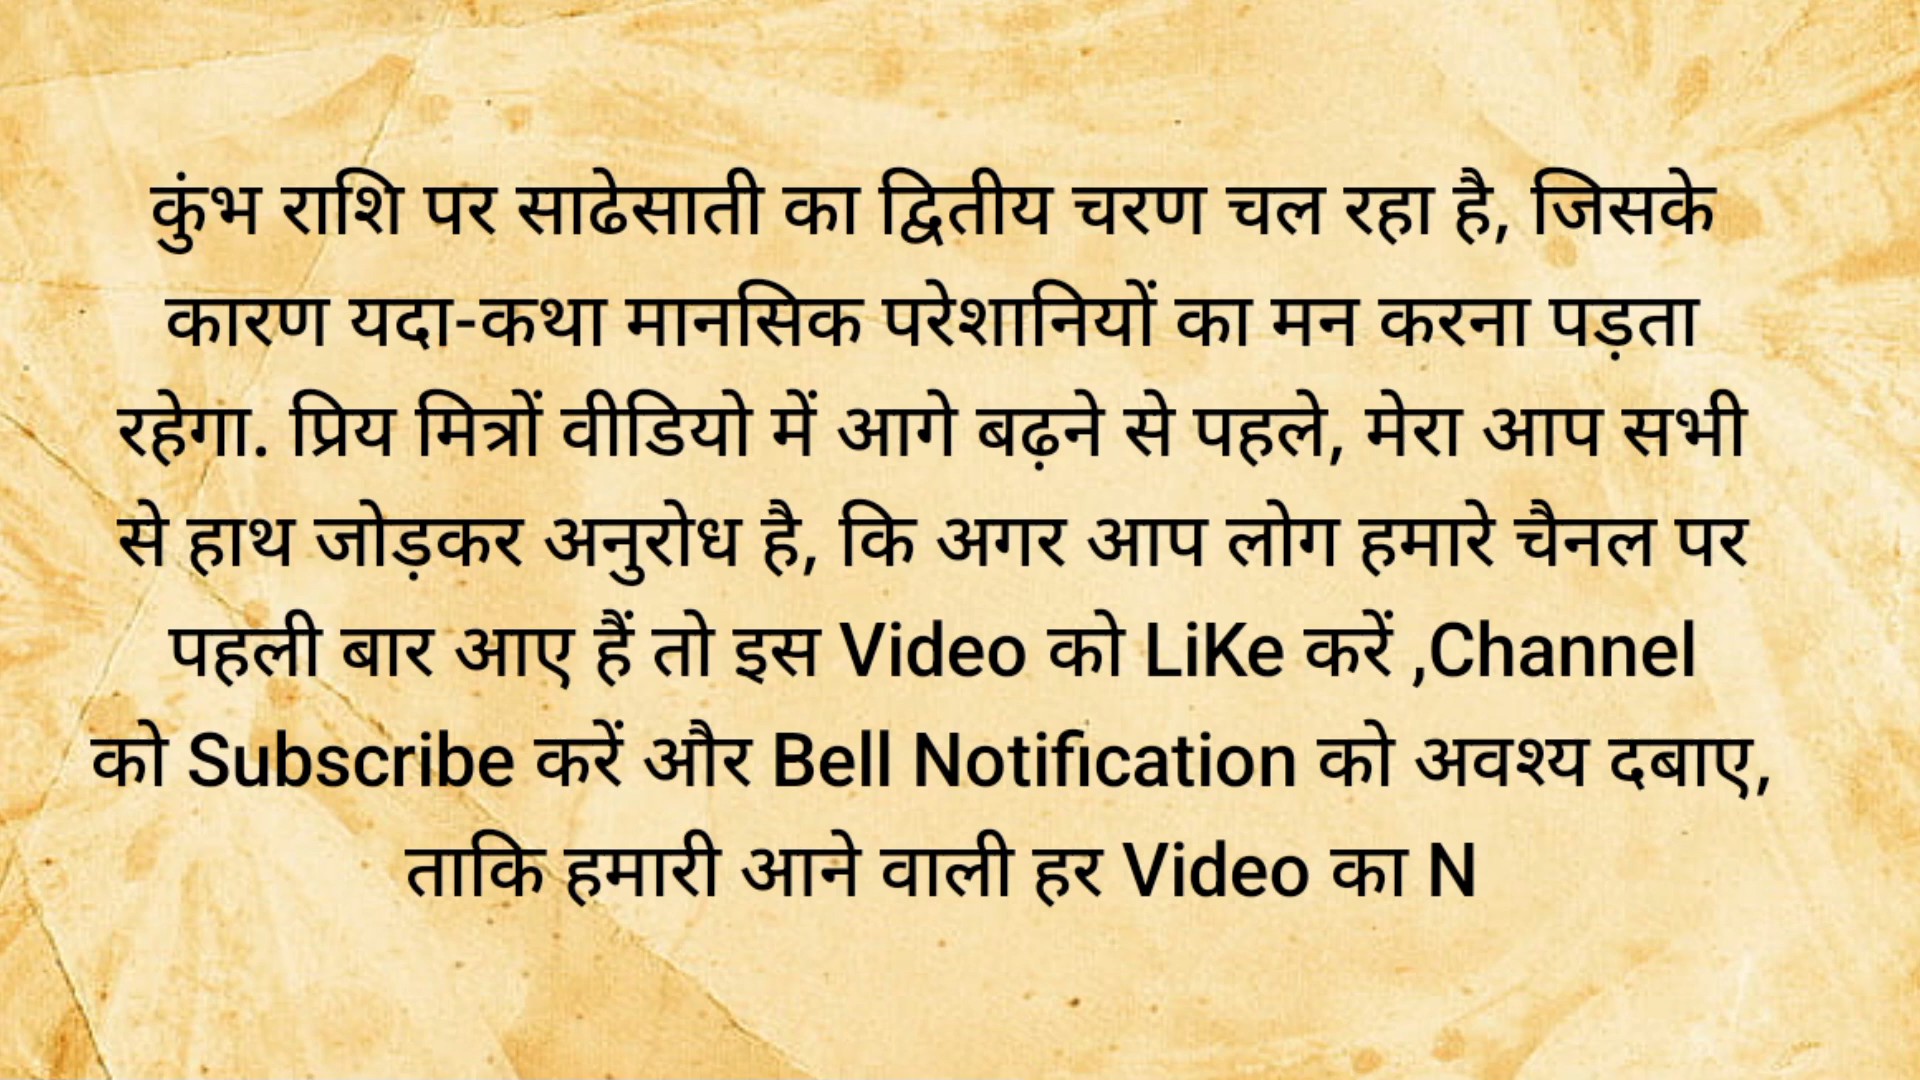 कुंभ राशि पर साढेसाती का द्वितीय चरण चल रहा है, जिसके
कारण यदा-कथा मानसिक परेशानियों का मन करना पड़ता
रहेगा. प्रिय मित्रों वीडियो में आगे बढ़ने से पहले, मेरा आप सभी
से हाथ जोड़कर अनुरोध है, कि अगर आप लोग हमारे चैनल पर
पहली बार आए हैं तो इस Video को LiKe करें ,Channel
को Subscribe करें और Bell Notification को अवश्य दबाए,
ताकि हमारी आने वाली हर Video का N